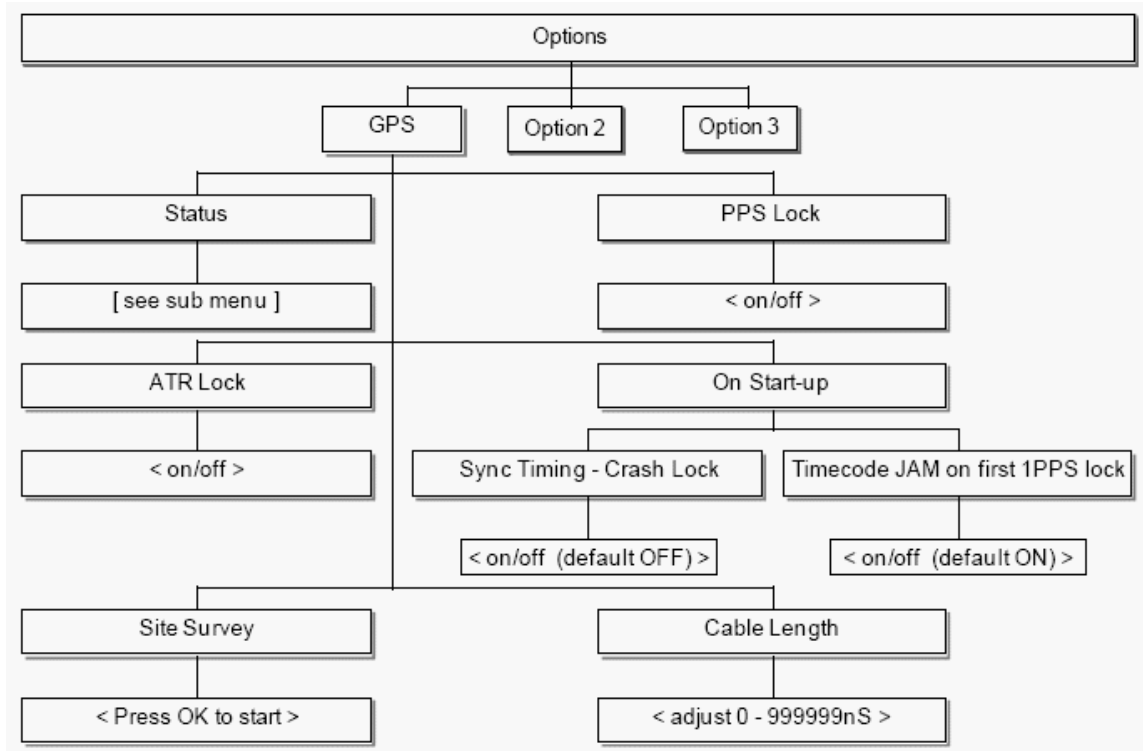 Options
GPS
Option 2
Option 3
Status
PPS Lock
[ see sub menu ]
< on/off >
ATR Lock
On Start-up
< on/off >
Sync Timing - Crash Lock
Timecode JAM on first 1PPS lock
< on/off (default OFF) >
< on/off (default ON) >
Site Survey
Cable Length
< Press OK to start >
< adjust 0 - 999999nS >